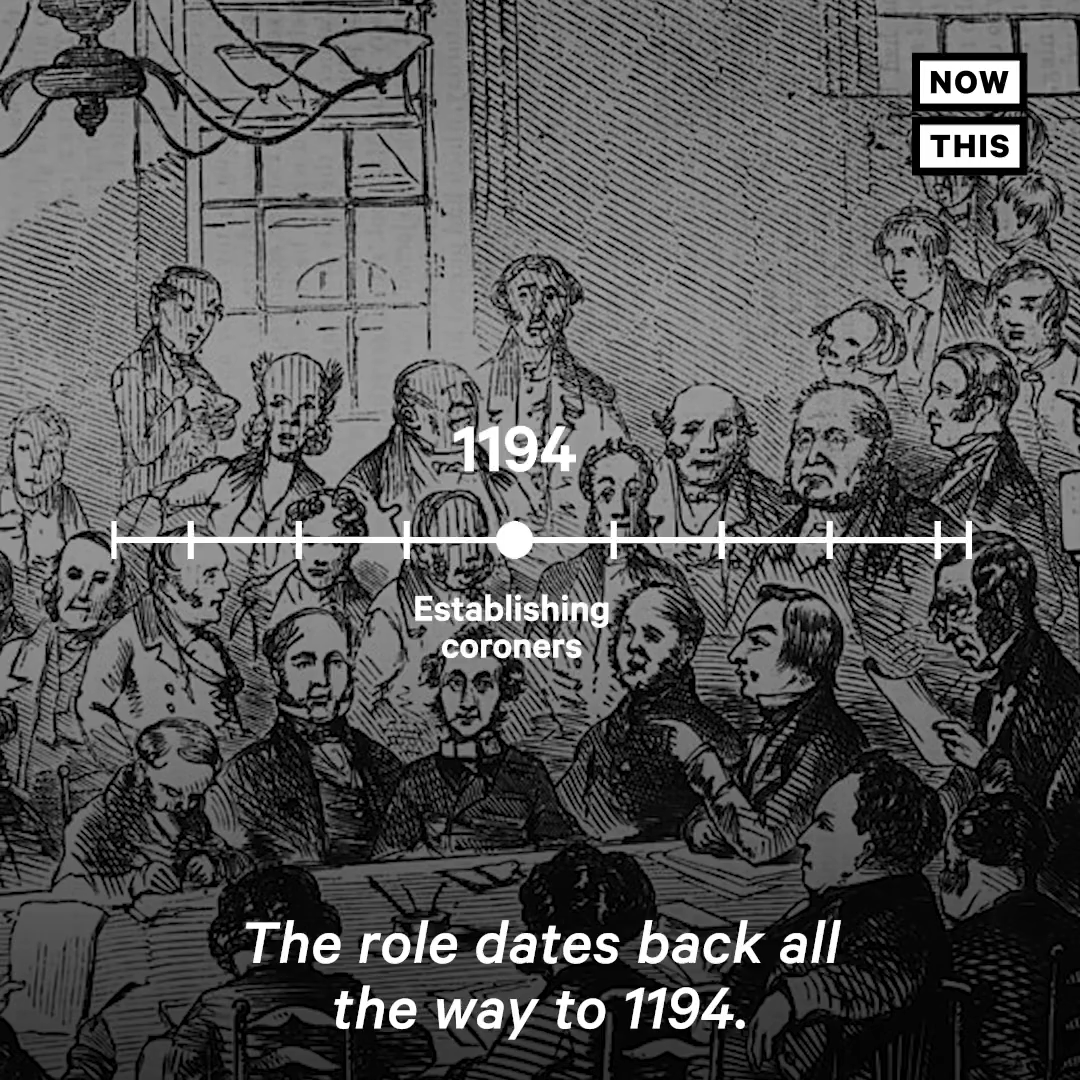 NOW
THIS
1194
Establishing
coroners
The role dates back all
the way to 1194.